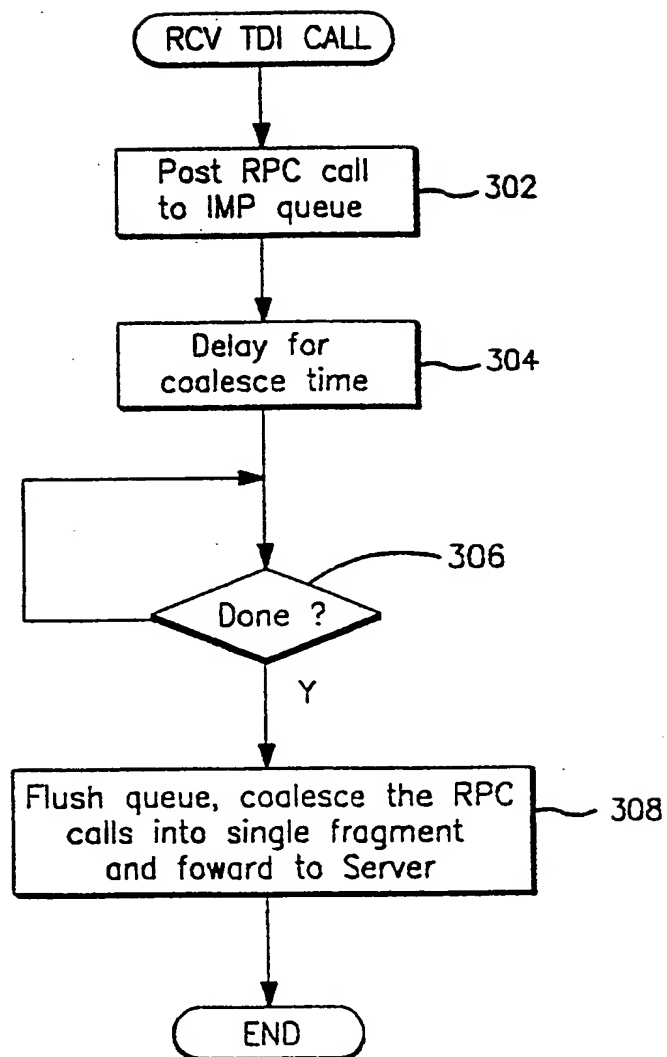 RCV TDI CALL
Post RPC call
to IMP queue
302
Delay for
coalesce time
304
306
Done ?
Y
Flush queue, coalesce the RPC
calls into single fragment
and foward to Server
308
END